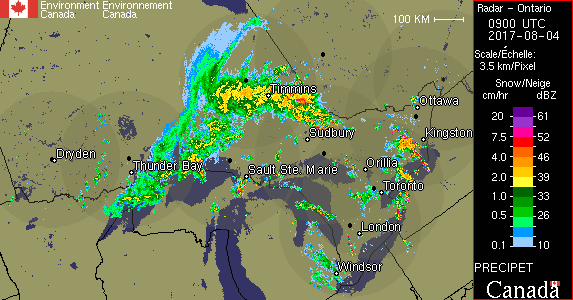 Environment Environnement
Canada Canada
100 KM
Radar - Ontario
0900 UTC
2017-08-04
Scale/Échelle:
3.5 km/Pixel
Snow/Neige
cm/hr dBZ
20 61
7.5 52
4.0 46
2.0 39
1.0 33
0.5 26
0.1 10
PRECIPET
Canada
Timmins
Ottawa
Sudbury
Kingston
Dryden
Thunder Bay
Sault Ste. Marie
Orillia
Toronto
London
Windsor